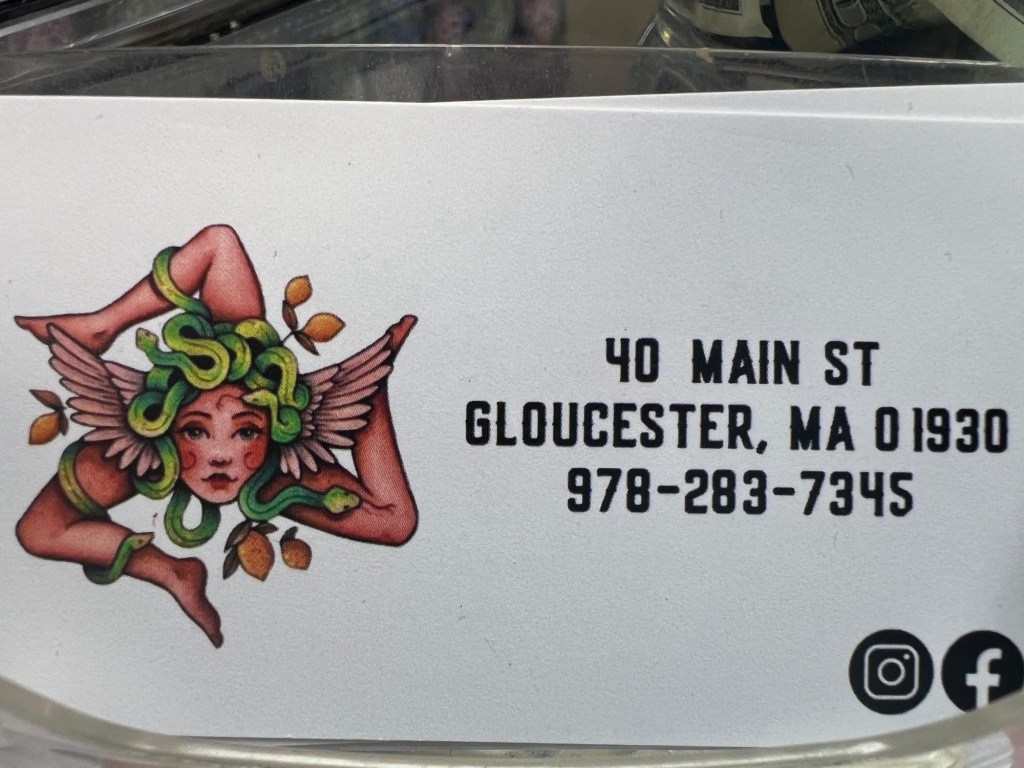 40 MAIN ST
GLOUCESTER, MA 01930
978-283-7345